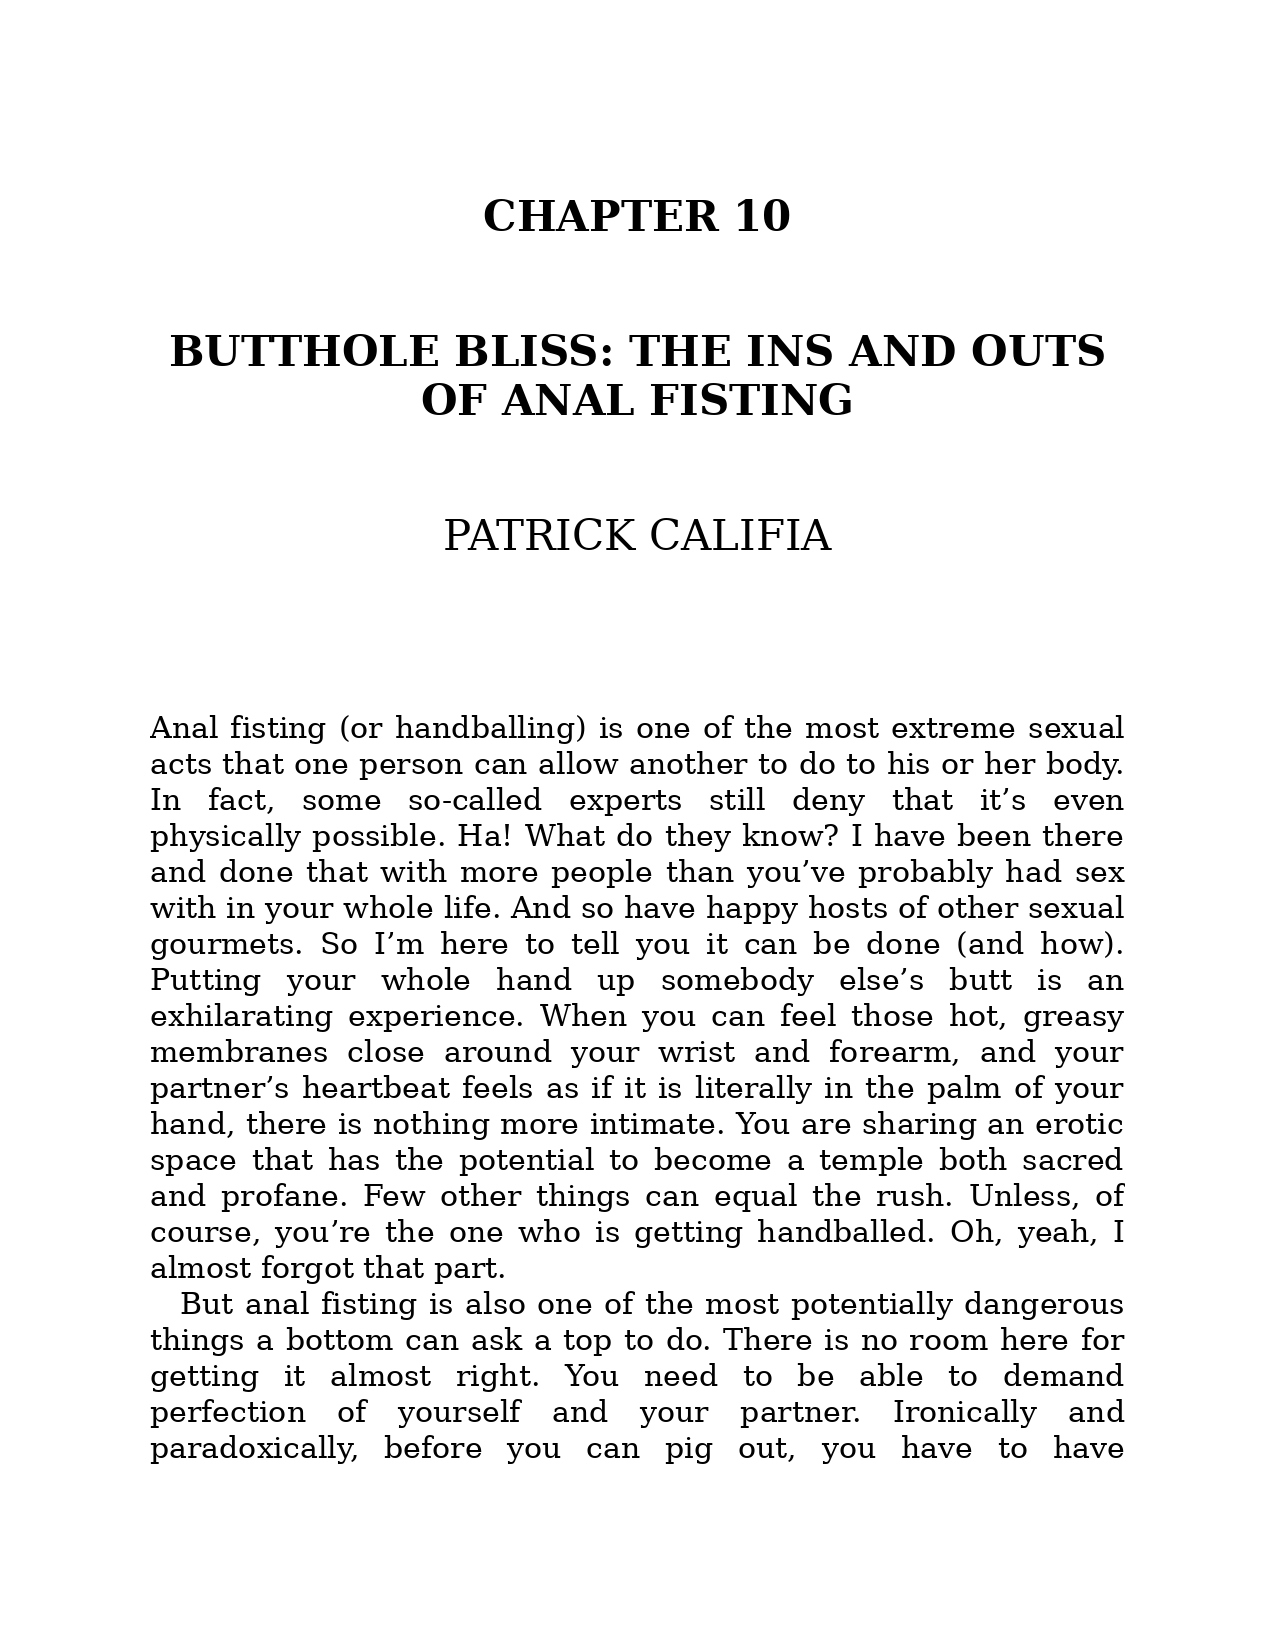 CHAPTER 10
BUTTHOLE BLISS: THE INS AND OUTS
OF ANAL FISTING
PATRICK CALIFIA
Anal fisting (or handballing) is one of the most extreme sexual
acts that one person can allow another to do to his or her body.
In fact, some so-called experts still deny that it’s even
physically possible. Ha! What do they know? I have been there
and done that with more people than you’ve probably had sex
with in your whole life. And so have happy hosts of other sexual
gourmets. So I’m here to tell you it can be done (and how).
Putting your whole hand up somebody else’s butt is an
exhilarating experience. When you can feel those hot, greasy
membranes close around your wrist and forearm, and your
partner’s heartbeat feels as if it is literally in the palm of your
hand, there is nothing more intimate. You are sharing an erotic
space that has the potential to become a temple both sacred
and profane. Few other things can equal the rush. Unless, of
course, you’re the one who is getting handballed. Oh, yeah, I
almost forgot that part.
But anal fisting is also one of the most potentially dangerous
things a bottom can ask a top to do. There is no room here for
getting it almost right. You need to be able to demand
perfection of yourself and your partner. Ironically and
paradoxically, before you can pig out, you have to have